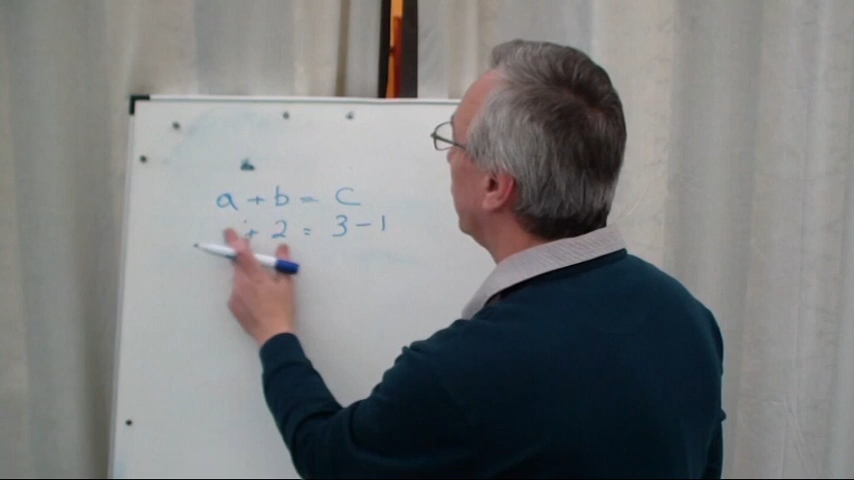 a + b = c
+ 2 = 3 - 1